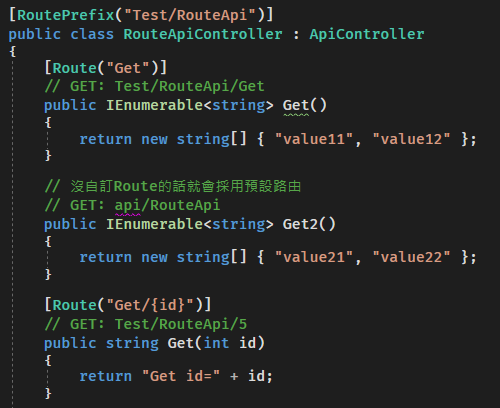 [RoutePrefix("Test/RouteApi")]
public class RouteApiController : ApiController
{
[Route("Get")]
// GET: Test/RouteApi/Get
public IEnumerable<string> Get()
{
return new string[] { "value11", "value12" };
}
// 沒自訂Route的話就會採用預設路由
// GET: api/RouteApi
public IEnumerable<string> Get2()
{
return new string[] { "value21", "value22" };
}
[Route("Get/{id}")]
// GET: Test/RouteApi/5
public string Get(int id)
{
return "Get id=" + id;
}